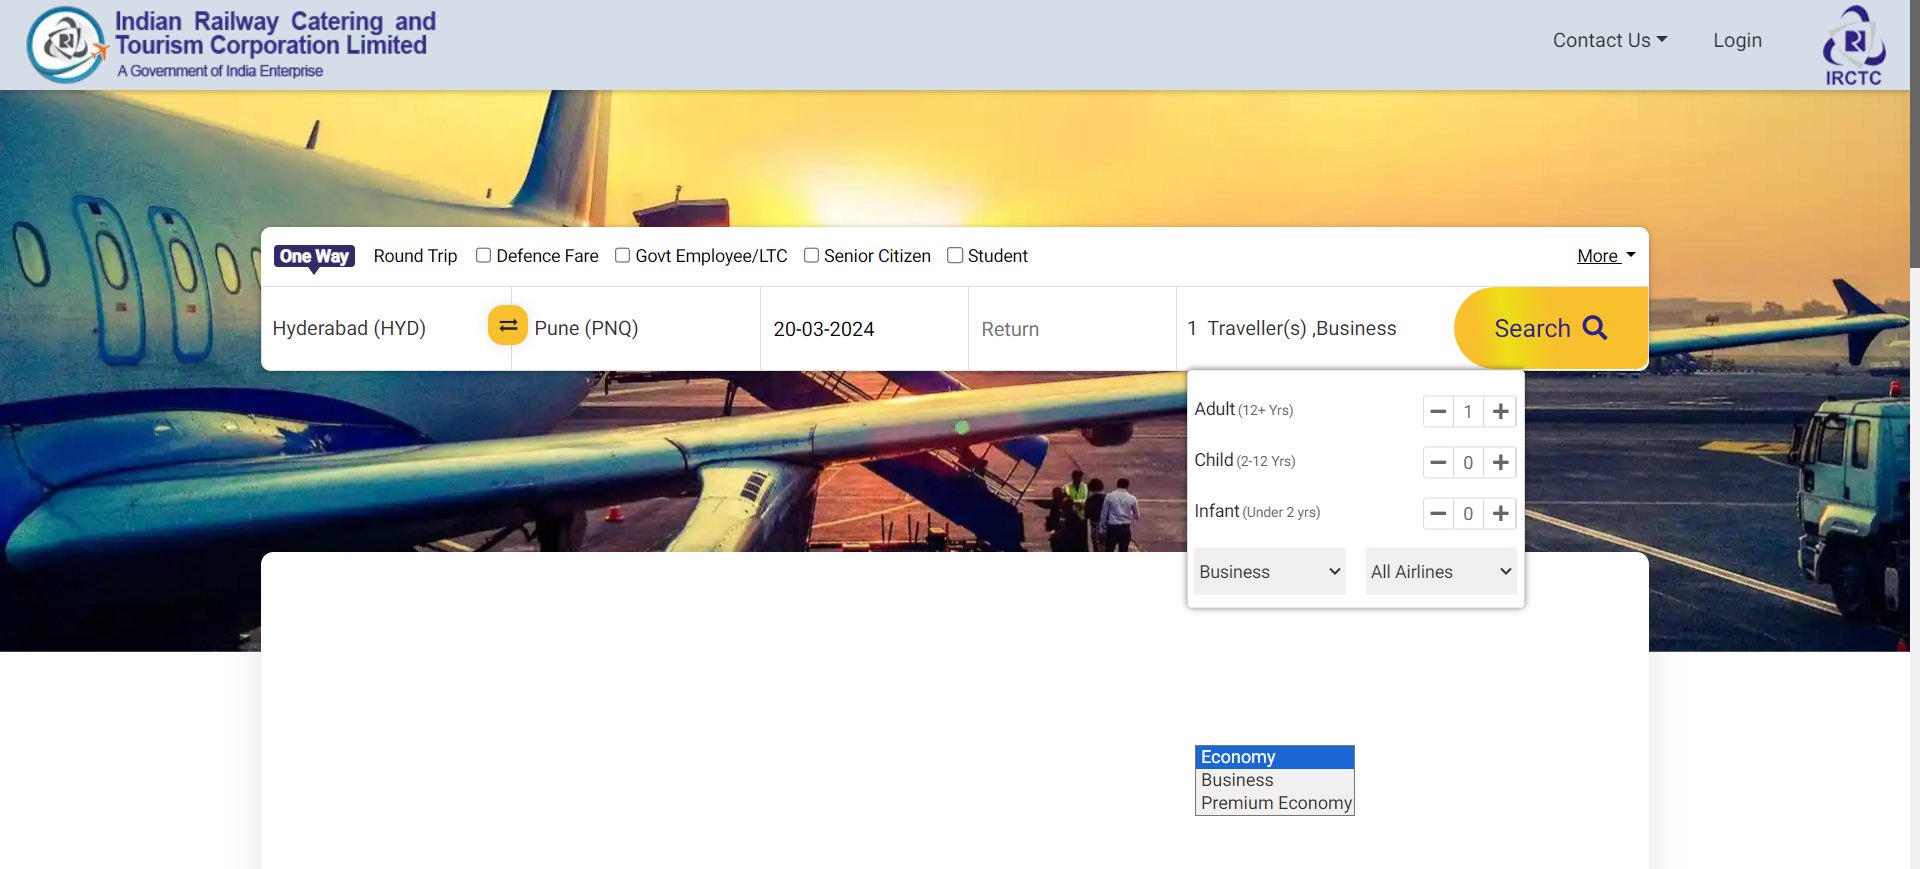 Indian Railway Catering and
Tourism Corporation Limited
A Government of India Enterprise
Contact Us
Login
IRCTC
One Way
Round Trip
Defence Fare
Govt Employee/LTC
Senior Citizen
Student
More
Hyderabad (HYD)
Pune (PNQ)
20-03-2024
Return
1 Traveller(s) ,Business
Search
Adult (12+ Yrs)
1
Child (2-12 Yrs)
0
Infant (Under 2 yrs)
0
Business
All Airlines
Economy
Business
Premium Economy